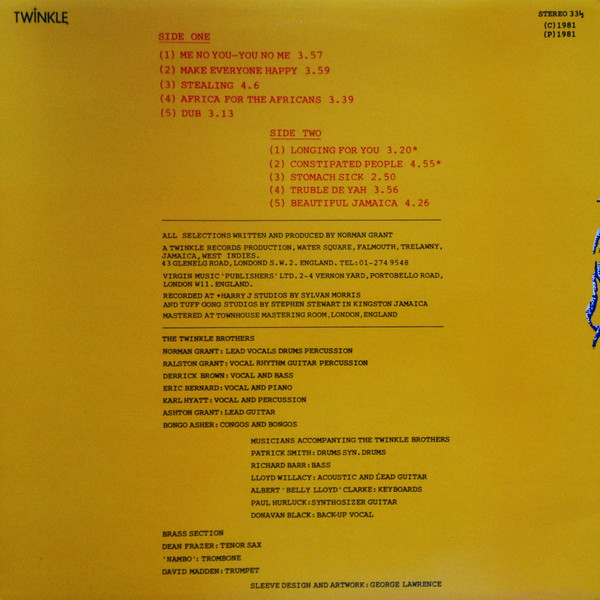 TWINKLE
STEREO 33⅓
(C)1981
(P)1981
SIDE ONE
(1) ME NO YOU-YOU NO ME 3.57
(2) MAKE EVERYONE HAPPY 3.59
(3) STEALING 4.6
(4) AFRICA FOR THE AFRICANS 3.39
(5) DUB 3.13
SIDE TWO
(1) LONGING FOR YOU 3.20*
(2) CONSTIPATED PEOPLE 4.55*
(3) STOMACH SICK 2.50
(4) TRUBLE DE YAH 3.56
(5) BEAUTIFUL JAMAICA 4.26
ALL SELECTIONS WRITTEN AND PRODUCED BY NORMAN GRANT
A TWINKLE RECORDS PRODUCTION, WATER SQUARE, FALMOUTH, TRELAWNY,
JAMAICA, WEST INDIES.
43 GLENELG ROAD, LONDOND S.W.2. ENGLAND. TEL:01-274 9548
VIRGIN MUSIC 'PUBLISHERS' LTD. 2-4 VERNON YARD, PORTOBELLO ROAD,
LONDON W11. ENGLAND.
RECORDED AT *HARRY J STUDIOS BY SYLVAN MORRIS
AND TUFF GONG STUDIOS BY STEPHEN STEWART IN KINGSTON JAMAICA
MASTERED AT TOWNHOUSE MASTERING ROOM, LONDON, ENGLAND
THE TWINKLE BROTHERS
NORMAN GRANT: LEAD VOCALS DRUMS PERCUSSION
RALSTON GRANT: VOCAL RHYTHM GUITAR PERCUSSION
DERRICK BROWN: VOCAL AND BASS
ERIC BERNARD: VOCAL AND PIANO
KARL HYATT: VOCAL AND PERCUSSION
ASHTON GRANT: LEAD GUITAR
BONGO ASHER: CONGOS AND BONGOS
MUSICIANS ACCOMPANYING THE TWINKLE BROTHERS
PATRICK SMITH: DRUMS SYN. DRUMS
RICHARD BARR: BASS
LLOYD WILLACY: ACOUSTIC AND LEAD GUITAR
ALBERT 'BELLY LLOYD' CLARKE: KEYBOARDS
PAUL HURLUCK: SYNTHOSIZER GUITAR
DONAVAN BLACK: BACK-UP VOCAL
BRASS SECTION
DEAN FRAZER: TENOR SAX
'NAMBO': TROMBONE
DAVID MADDEN: TRUMPET
SLEEVE DESIGN AND ARTWORK: GEORGE LAWRENCE